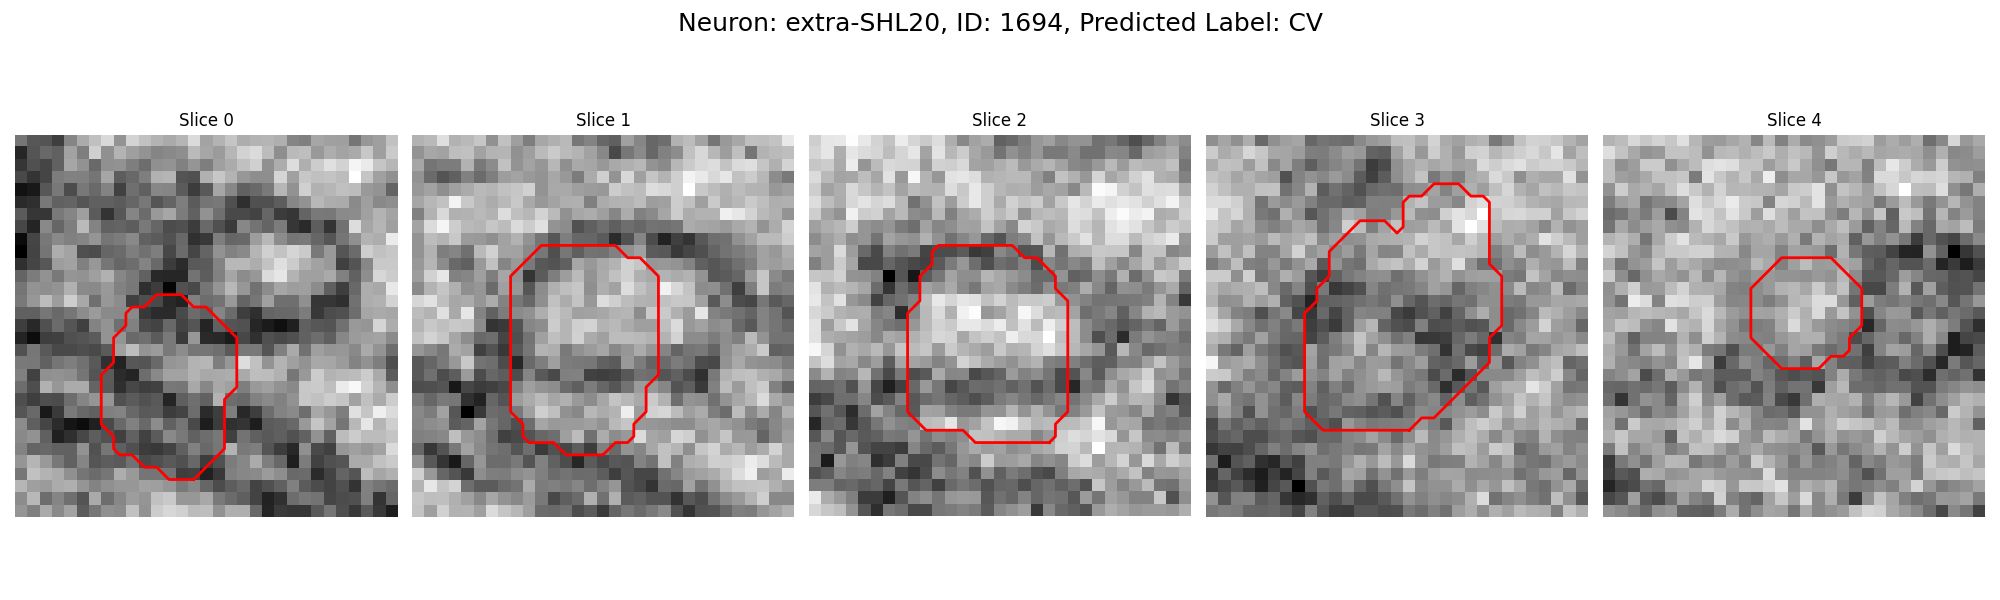 Neuron: extra-SHL20, ID: 1694, Predicted Label: CV
Slice 0
Slice 1
Slice 2
Slice 3
Slice 4